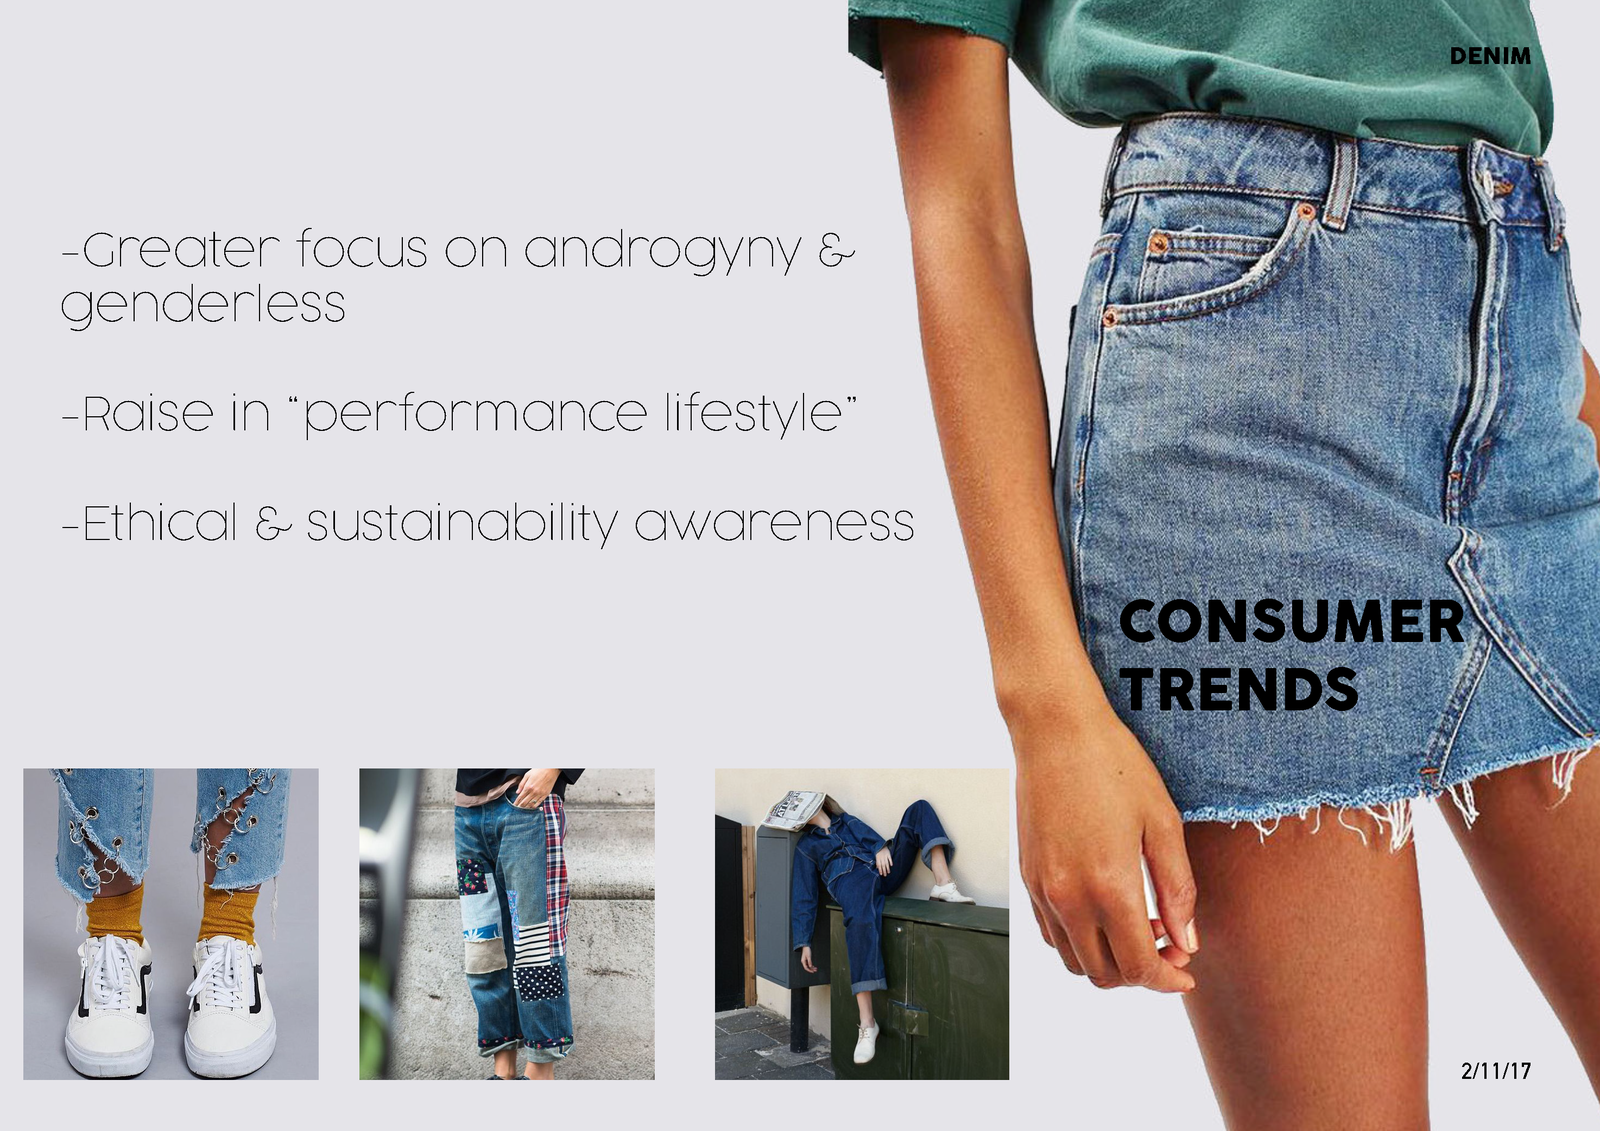 DENIM
-Greater focus on androgyny &
genderless
-Raise in “performance lifestyle”
-Ethical & sustainability awareness
CONSUMER
TRENDS
2/11/17